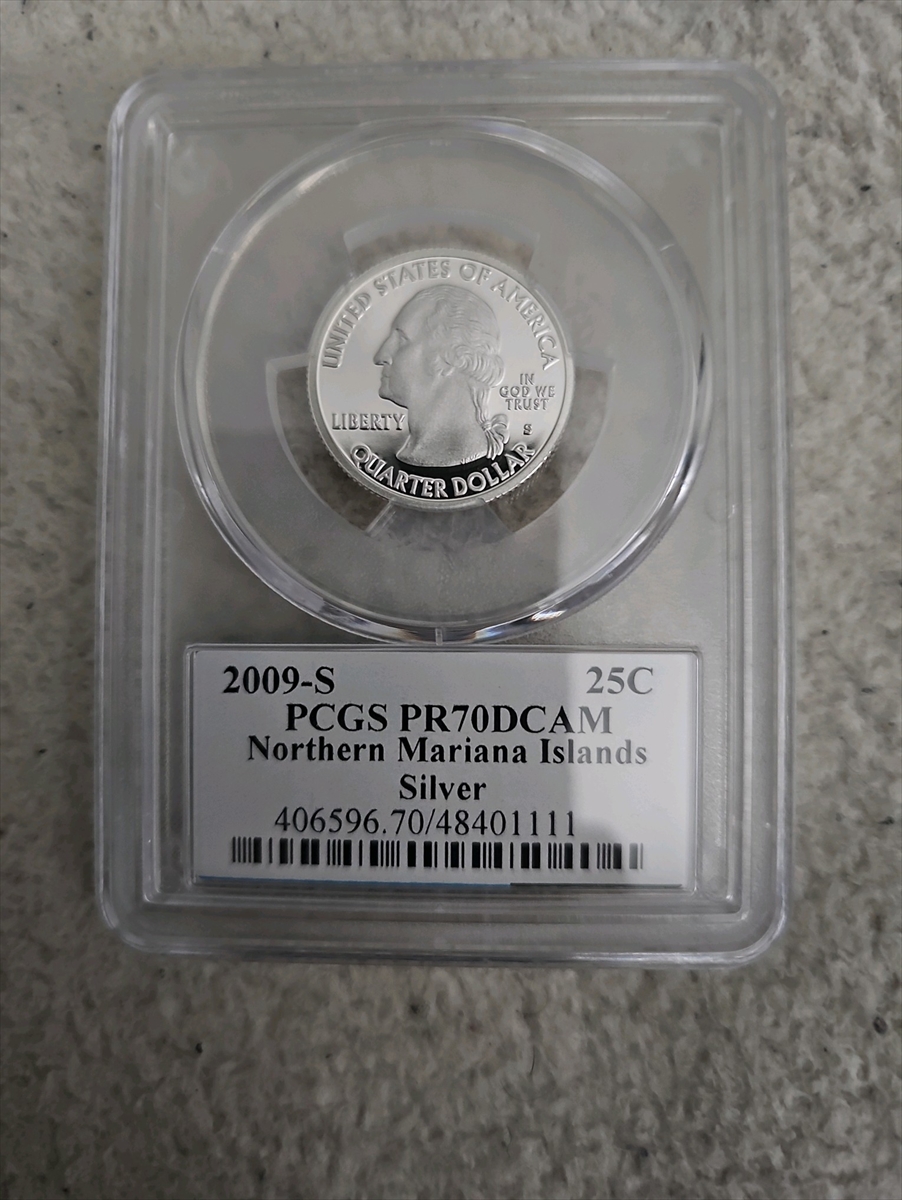 UNITED STATES OF AMERICA
IN
GOD WE
TRUST
LIBERTY
S
QUARTER DOLLAR
2009-S 25C
PCGS PR70DCAM
Northern Mariana Islands
Silver
406596.70/48401111